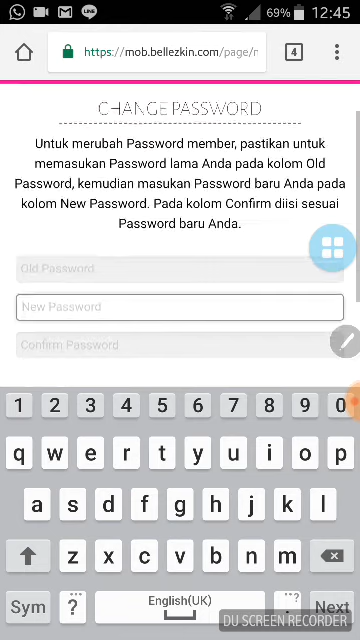 69% 12:45
https://mob.bellezkin.com/page/
4
CHANGE PASSWORD
Untuk merubah Password member, pastikan untuk
memasukan Password lama Anda pada kolom Old
Password, kemudian masukan Password baru Anda pada
kolom New Password. Pada kolom Confirm diisi sesuai
Password baru Anda.
Old Password
New Password
Confirm Password
1 2 3 4 5 6 7 8 9 0
q w e r t y u i o p
a s d f g h j k l
z x c v b n m
Sym ? English(UK) . Next
DU SCREEN RECORDER